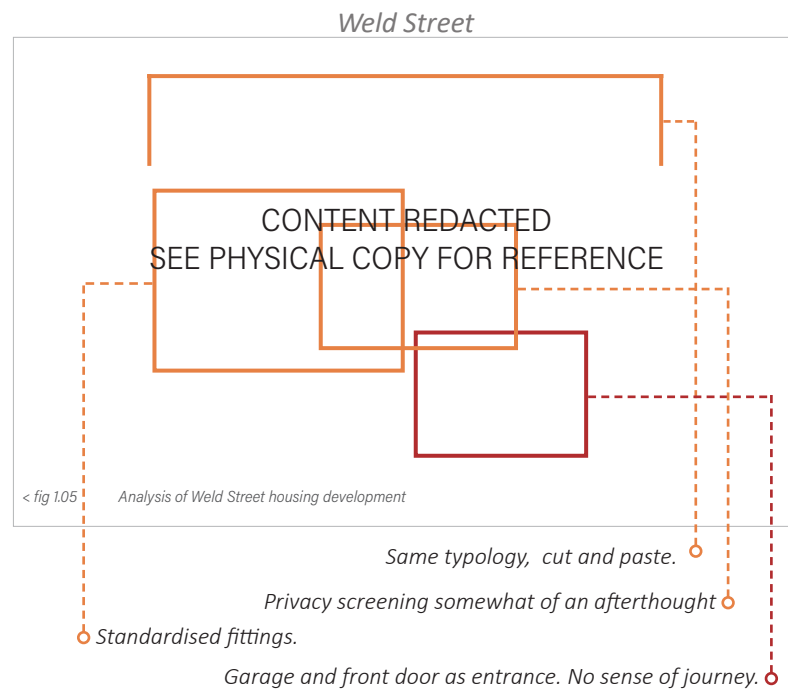 Weld Street
CONTENT REDACTED
SEE PHYSICAL COPY FOR REFERENCE
< fig 1.05 Analysis of Weld Street housing development
Same typology, cut and paste.
Privacy screening somewhat of an afterthought
Standardised fittings.
Garage and front door as entrance. No sense of journey.